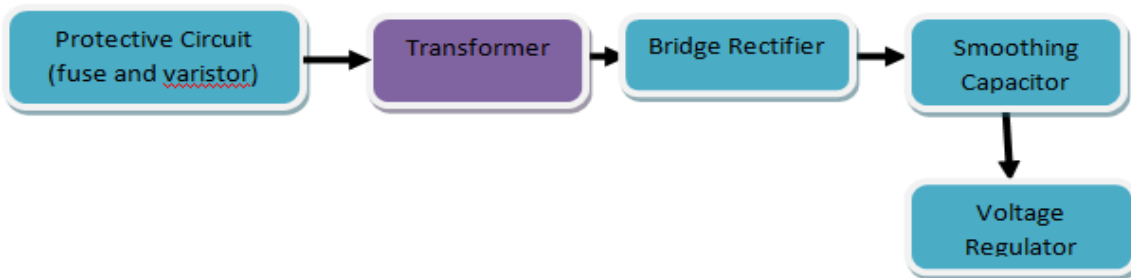 Protective Circuit
(fuse and varistor)
Transformer
Bridge Rectifier
Smoothing
Capacitor
Voltage
Regulator